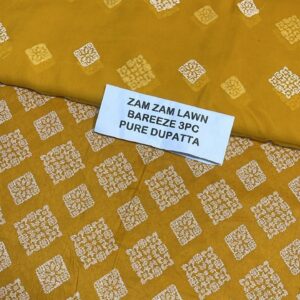 ZAM ZAM LAWN
BAREEZE 3PC
PURE DUPATTA